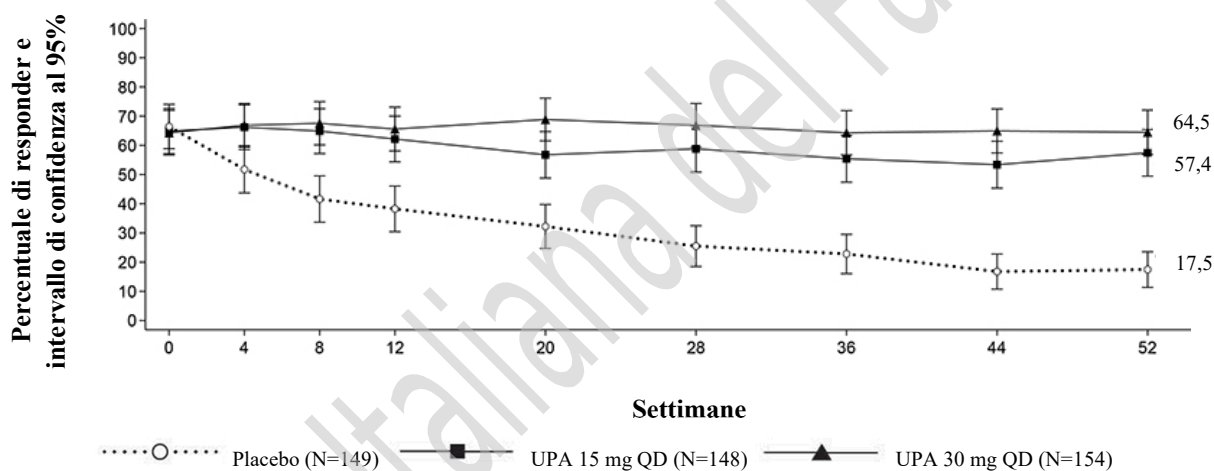 Percentuale di responder e
intervallo di confidenza al 95%
100
90
80
70
60
50
40
30
20
10
0
64,5
57,4
17,5
0 4 8 12 20 28 36 44 52
Settimane
Placebo (N=149) UPA 15 mg QD (N=148) UPA 30 mg QD (N=154)
Italiana del